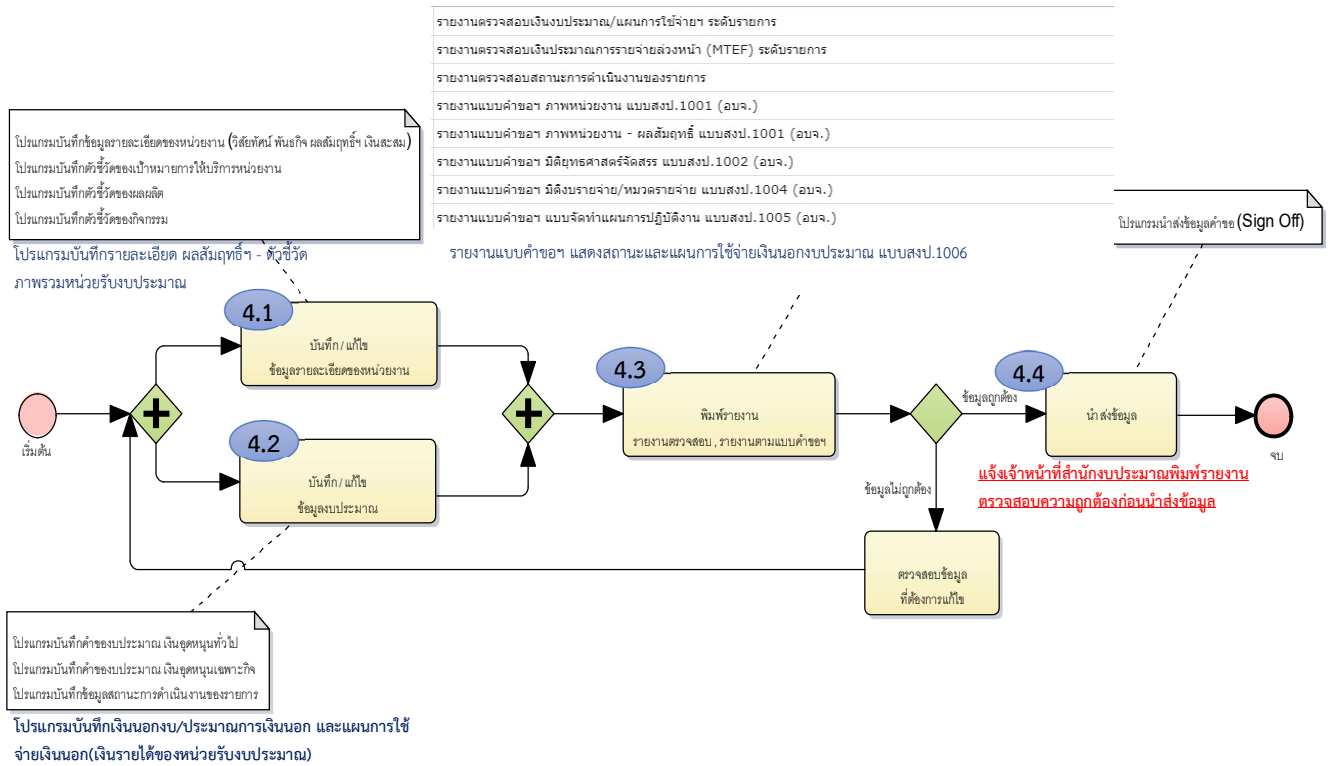 รายงานตรวจสอบเงินงบประมาณ/แผนการใช้จ่ายฯ ระดับรายการ
รายงานตรวจสอบเงินประมาณการรายจ่ายล่วงหน้า (MTEF) ระดับรายการ
รายงานตรวจสอบสถานะการดำเนินงานของรายการ
รายงานแบบคำขอฯ ภาพหน่วยงาน แบบสงป.1001 (อบจ.)
รายงานแบบคำขอฯ ภาพหน่วยงาน - ผลสัมฤทธิ์ แบบสงป.1001 (อบจ.)
รายงานแบบคำขอฯ มิติยุทธศาสตร์จัดสรร แบบสงป.1002 (อบจ.)
รายงานแบบคำขอฯ มิติงบรายจ่าย/หมวดรายจ่าย แบบสงป.1004 (อบจ.)
รายงานแบบคำขอฯ แบบจัดทำแผนการปฏิบัติงาน แบบสงป.1005 (อบจ.)
รายงานแบบคำขอฯ แสดงสถานะและแผนการใช้จ่ายเงินนอกงบประมาณ แบบสงป.1006
โปรแกรมบันทึกข้อมูลรายละเอียดของหน่วยงาน (วิสัยทัศน์ พันธกิจ ผลสัมฤทธิ์ฯ เงินสะสม)
โปรแกรมบันทึกตัวชี้วัดของเป้าหมายการให้บริการหน่วยงาน
โปรแกรมบันทึกตัวชี้วัดของผลผลิต
โปรแกรมบันทึกตัวชี้วัดของกิจกรรม
โปรแกรมบันทึกรายละเอียด ผลสัมฤทธิ์ฯ - ตัวชี้วัด
ภาพรวมหน่วยรับงบประมาณ
โปรแกรมนำส่งข้อมูลคำขอ (Sign Off)
4.1
บันทึก / แก้ไข
ข้อมูลรายละเอียดของหน่วยงาน
4.2
บันทึก / แก้ไข
ข้อมูลงบประมาณ
4.3
พิมพ์รายงาน
รายงานตรวจสอบ , รายงานตามแบบคำขอฯ
4.4
นำส่งข้อมูล
เริ่มต้น
ข้อมูลถูกต้อง
ข้อมูลไม่ถูกต้อง
จบ
แจ้งเจ้าหน้าที่สำนักงบประมาณพิมพ์รายงาน
ตรวจสอบความถูกต้องก่อนนำส่งข้อมูล
ตรวจสอบข้อมูล
ที่ต้องการแก้ไข
โปรแกรมบันทึกคำของบประมาณ เงินอุดหนุนทั่วไป
โปรแกรมบันทึกคำของบประมาณ เงินอุดหนุนเฉพาะกิจ
โปรแกรมบันทึกข้อมูลสถานะการดำเนินงานของรายการ
โปรแกรมบันทึกเงินนอกงบ/ประมาณการเงินนอก และแผนการใช้
จ่ายเงินนอก(เงินรายได้ของหน่วยรับงบประมาณ)